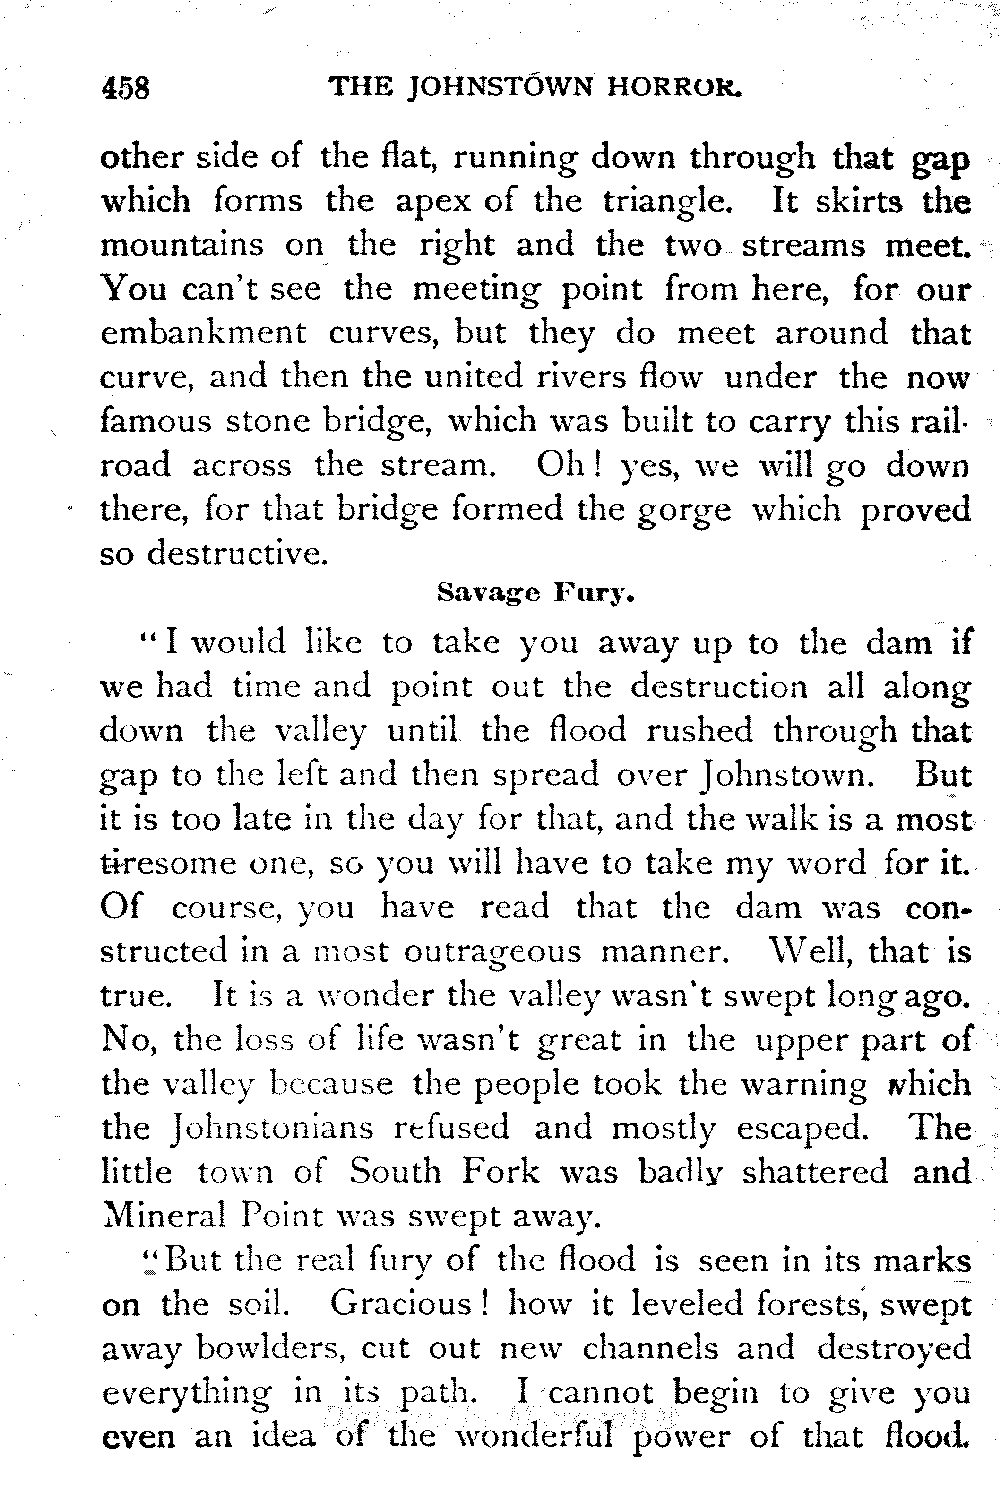 458 THE JOHNSTOWN HORROR.
other side of the flat, running down through that gap
which forms the apex of the triangle. It skirts the
mountains on the right and the two streams meet.
You can't see the meeting point from here, for our
embankment curves, but they do meet around that
curve, and then the united rivers flow under the now
famous stone bridge, which was built to carry this rail-
road across the stream. Oh! yes, we will go down
there, for that bridge formed the gorge which proved
so destructive.
Savage Fury.
"I would like to take you away up to the dam if
we had time and point out the destruction all along
down the valley until the flood rushed through that
gap to the left and then spread over Johnstown. But
it is too late in the day for that, and the walk is a most
tiresome one, so you will have to take my word for it.
Of course, you have read that the dam was con-
structed in a most outrageous manner. Well, that is
true. It is a wonder the valley wasn't swept long ago.
No, the loss of life wasn't great in the upper part of
the valley because the people took the warning which
the Johnstonians refused and mostly escaped. The
little town of South Fork was badly shattered and
Mineral Point was swept away.
"But the real fury of the flood is seen in its marks
on the soil. Gracious! how it leveled forests, swept
away bowlders, cut out new channels and destroyed
everything in its path. I cannot begin to give you
even an idea of the wonderful power of that flood.